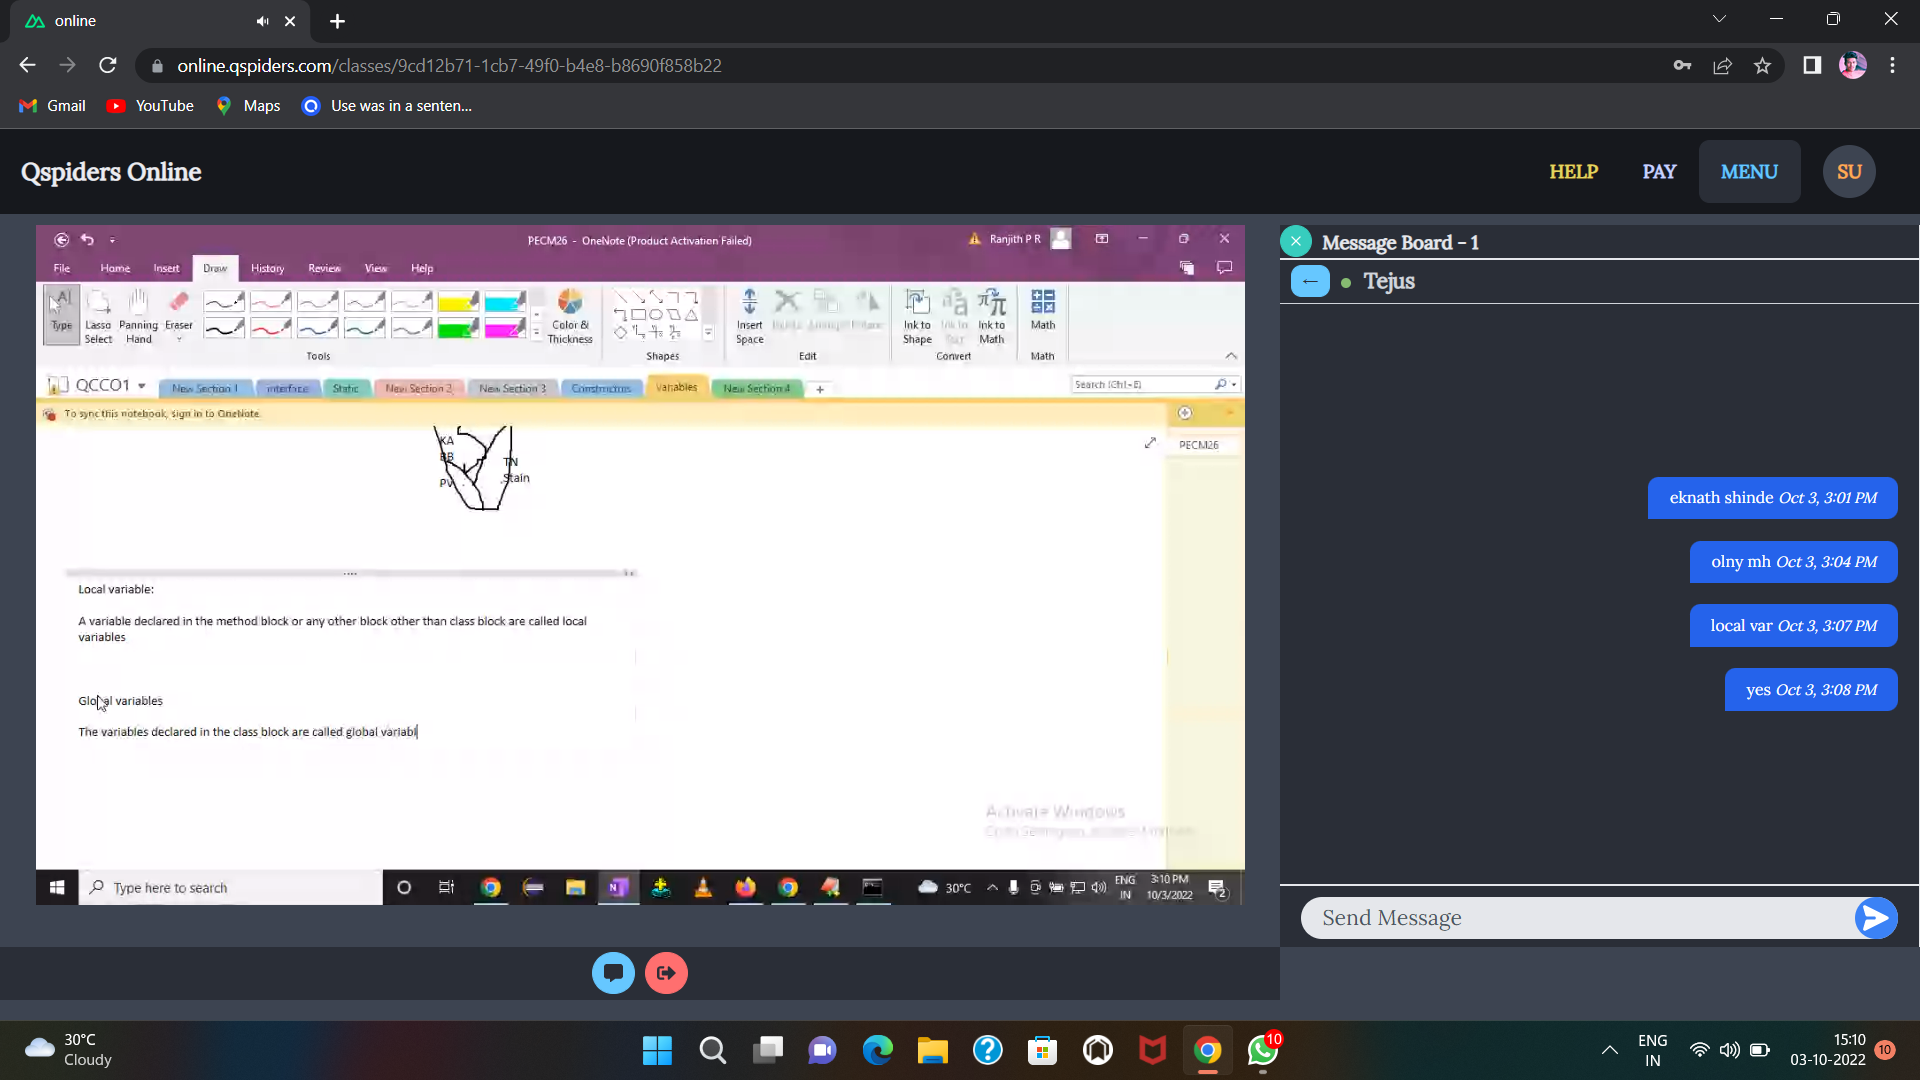 online
online.qspiders.com/classes/9cd12b71-1cb7-49f0-b4e8-b8690f858b22
Gmail YouTube Maps Use was in a senten...
Qspiders Online
HELP PAY MENU SU
PECM26 - OneNote (Product Activation Failed)
Ranjith P R
File Home Insert Draw History Review View Help
Type
Lasso Select
Panning Hand
Eraser
Color & Thickness
Insert Space
Ink to Shape
Ink to Math
Math
Tools Shapes Edit Convert Math
QCCO1 New Section 1 interface Static New Section 2 New Section 3 Constructors Variables New Section 4
Search (Ctrl+E)
To sync this notebook, sign in to OneNote.
PECM26
KA
BB
TN
Stain
PV
Local variable:
A variable declared in the method block or any other block other than class block are called local
variables
Global variables
The variables declared in the class block are called global variabl
Activate Windows
Type here to search
30°C
ENG
IN
3:10 PM
10/3/2022
2
Message Board - 1
← Tejus
eknath shinde Oct 3, 3:01 PM
olny mh Oct 3, 3:04 PM
local var Oct 3, 3:07 PM
yes Oct 3, 3:08 PM
Send Message
30°C
Cloudy
10
ENG
IN
15:10
03-10-2022
10